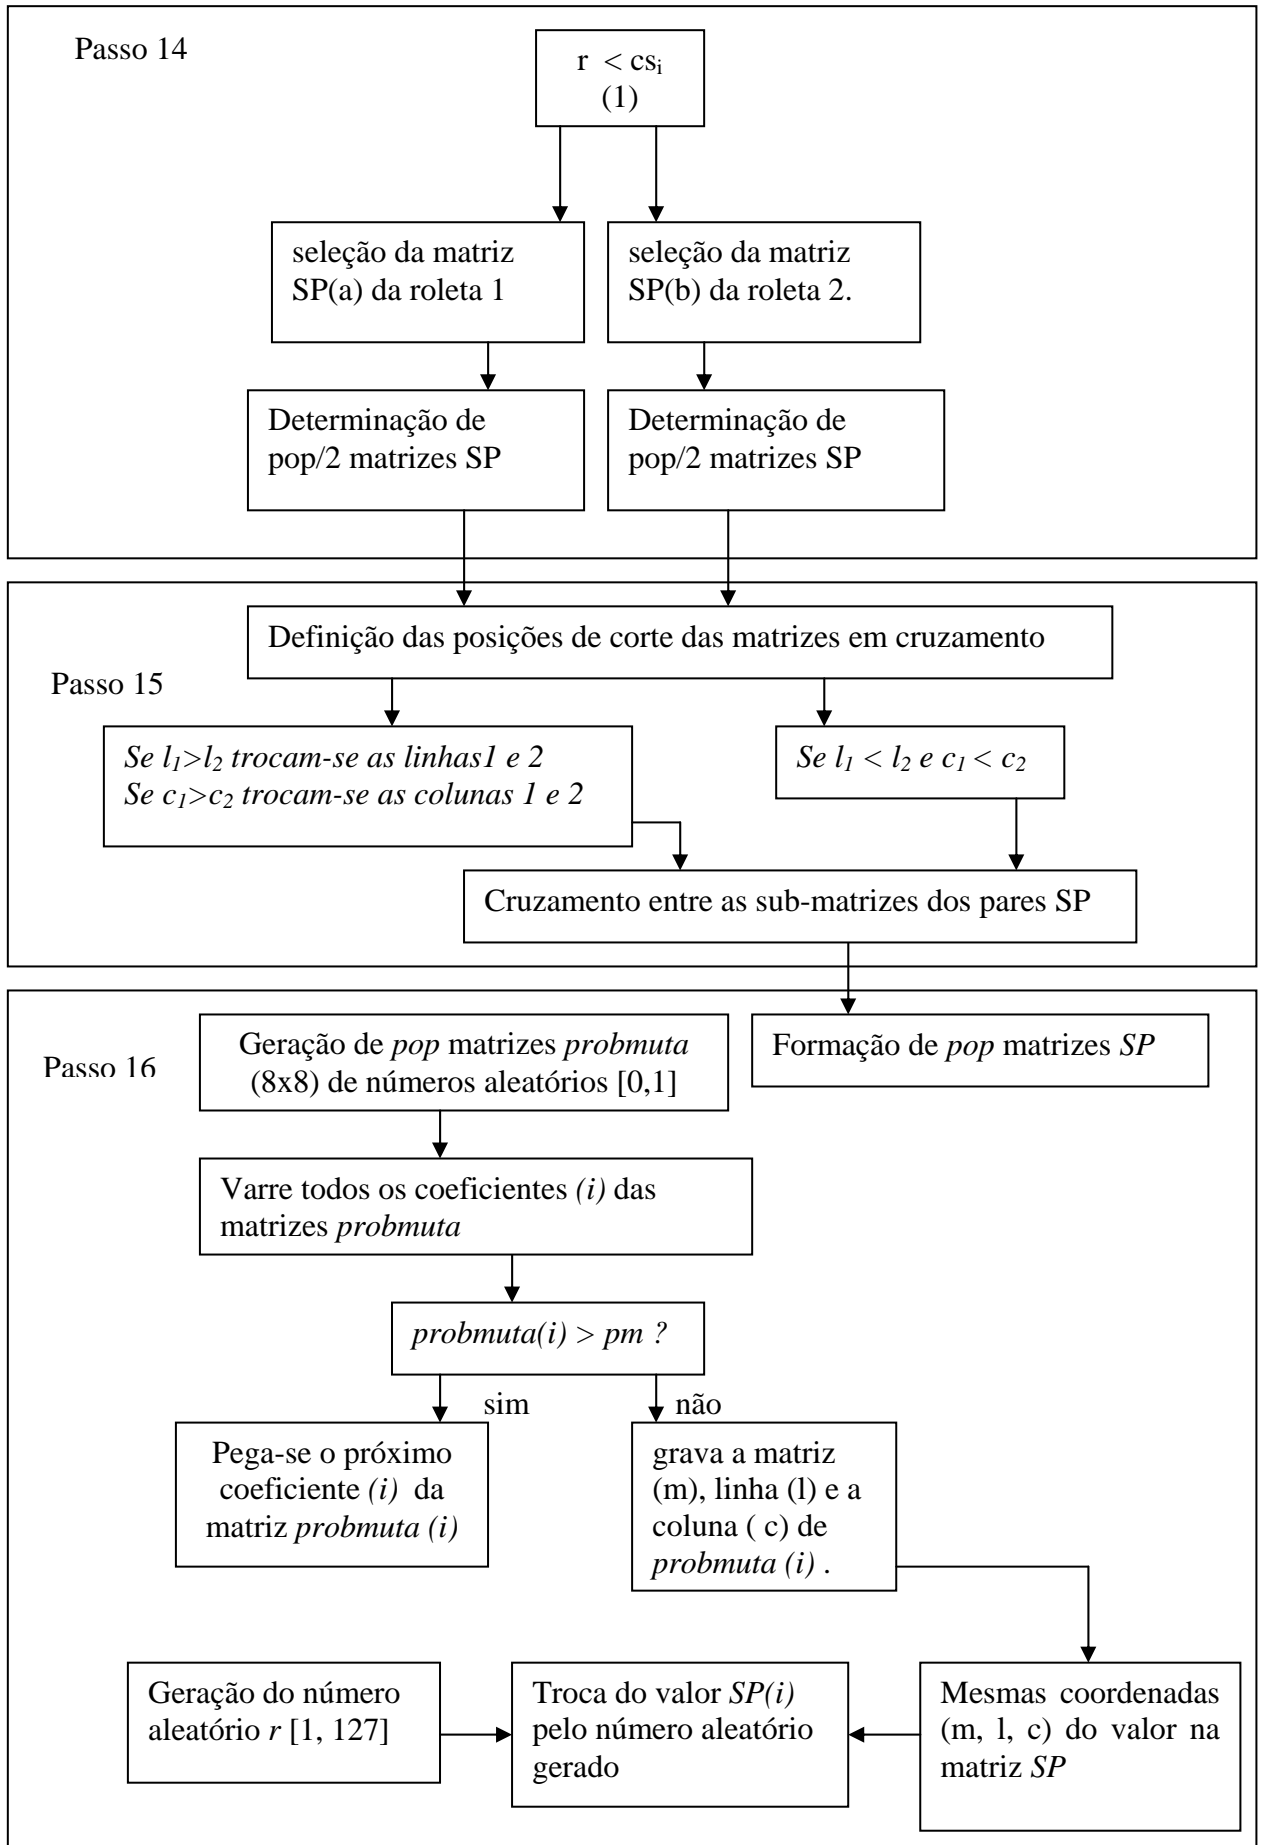 Passo 14
r < csi
(1)
seleção da matriz
SP(a) da roleta 1
seleção da matriz
SP(b) da roleta 2.
Determinação de
pop/2 matrizes SP
Determinação de
pop/2 matrizes SP
Definição das posições de corte das matrizes em cruzamento
Passo 15
Se l1>l2 trocam-se as linhas1 e 2
Se c1>c2 trocam-se as colunas 1 e 2
Se l1 < l2 e c1 < c2
Cruzamento entre as sub-matrizes dos pares SP
Passo 16
Geração de pop matrizes probmuta
(8x8) de números aleatórios [0,1]
Formação de pop matrizes SP
Varre todos os coeficientes (i) das
matrizes probmuta
probmuta(i) > pm ?
sim
não
Pega-se o próximo
coeficiente (i) da
matriz probmuta (i)
grava a matriz
(m), linha (l) e a
coluna ( c) de
probmuta (i) .
Geração do número
aleatório r [1, 127]
Troca do valor SP(i)
pelo número aleatório
gerado
Mesmas coordenadas
(m, l, c) do valor na
matriz SP